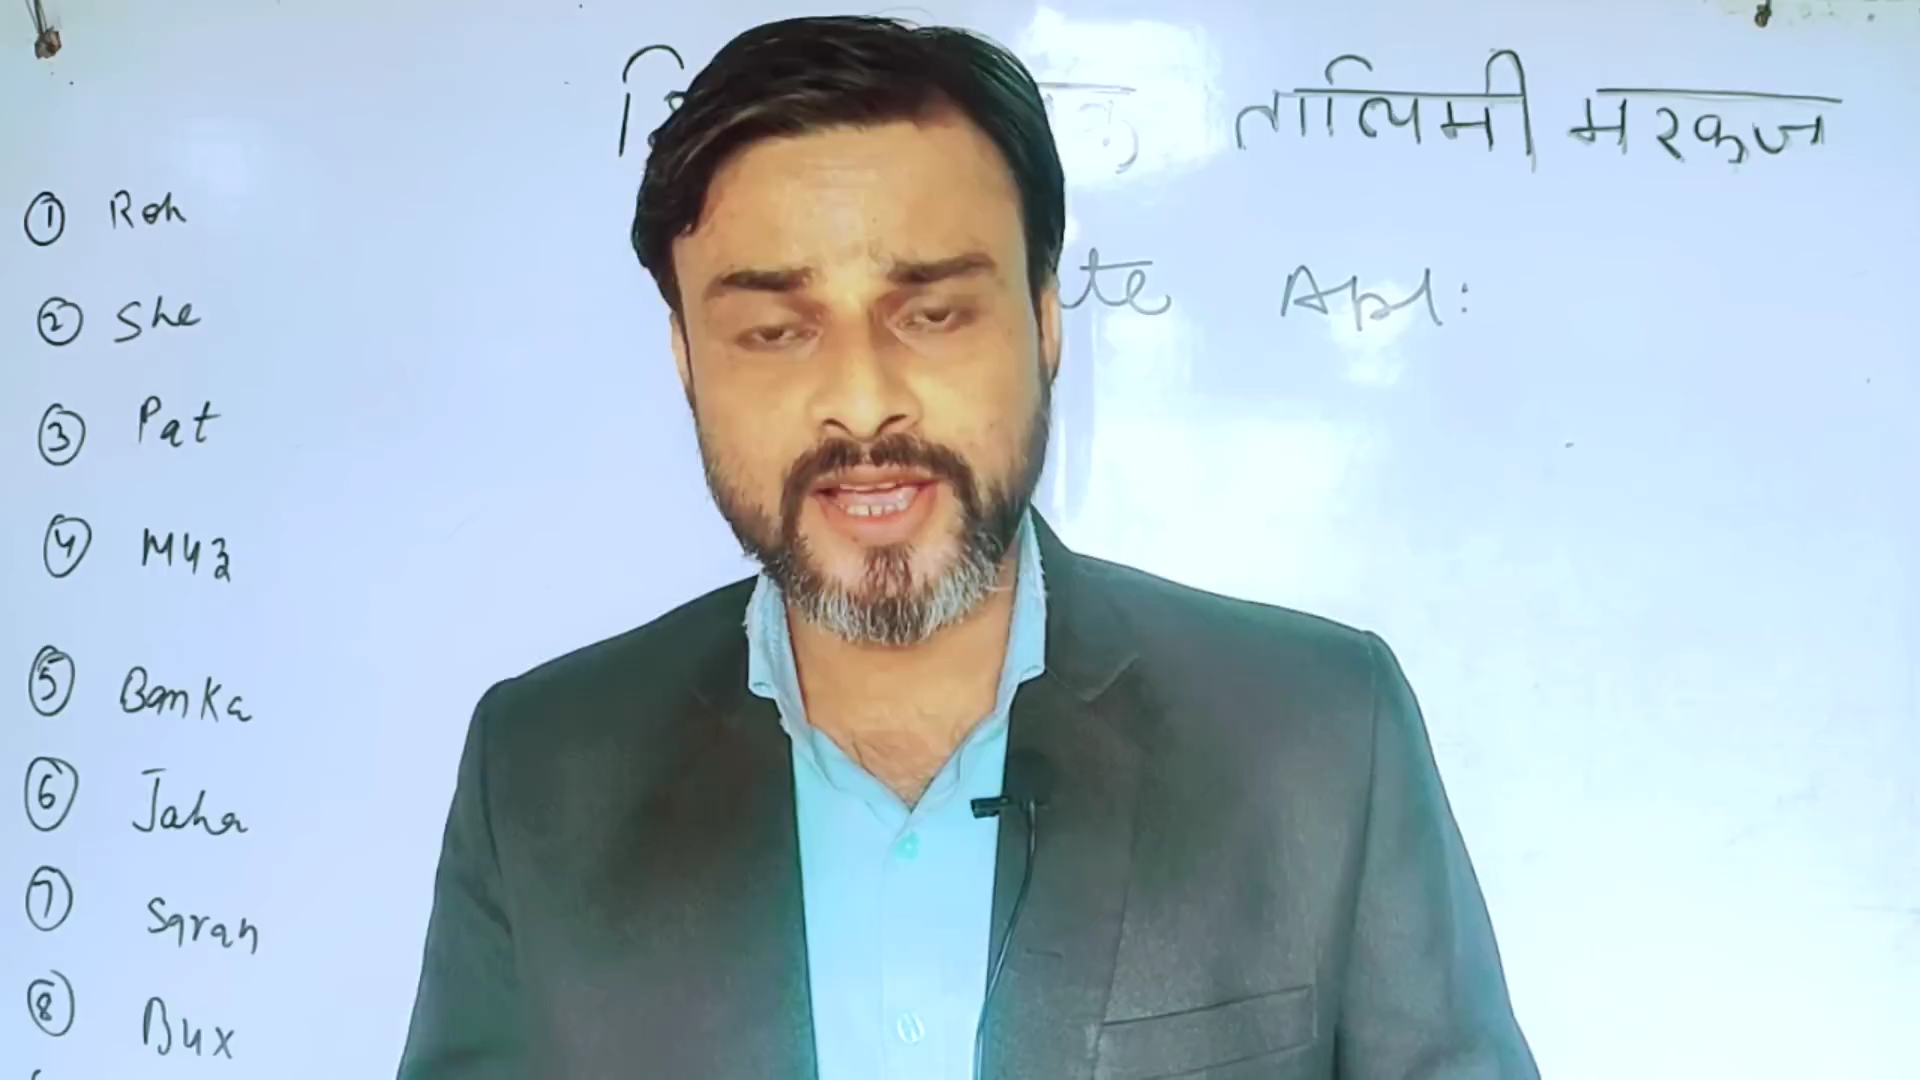 तालिमी मरकज
Apl:
① Roh
② She
③ Pat
④ Muz
⑤ Banka
⑥ Jaha
⑦ Saran
⑧ Bux